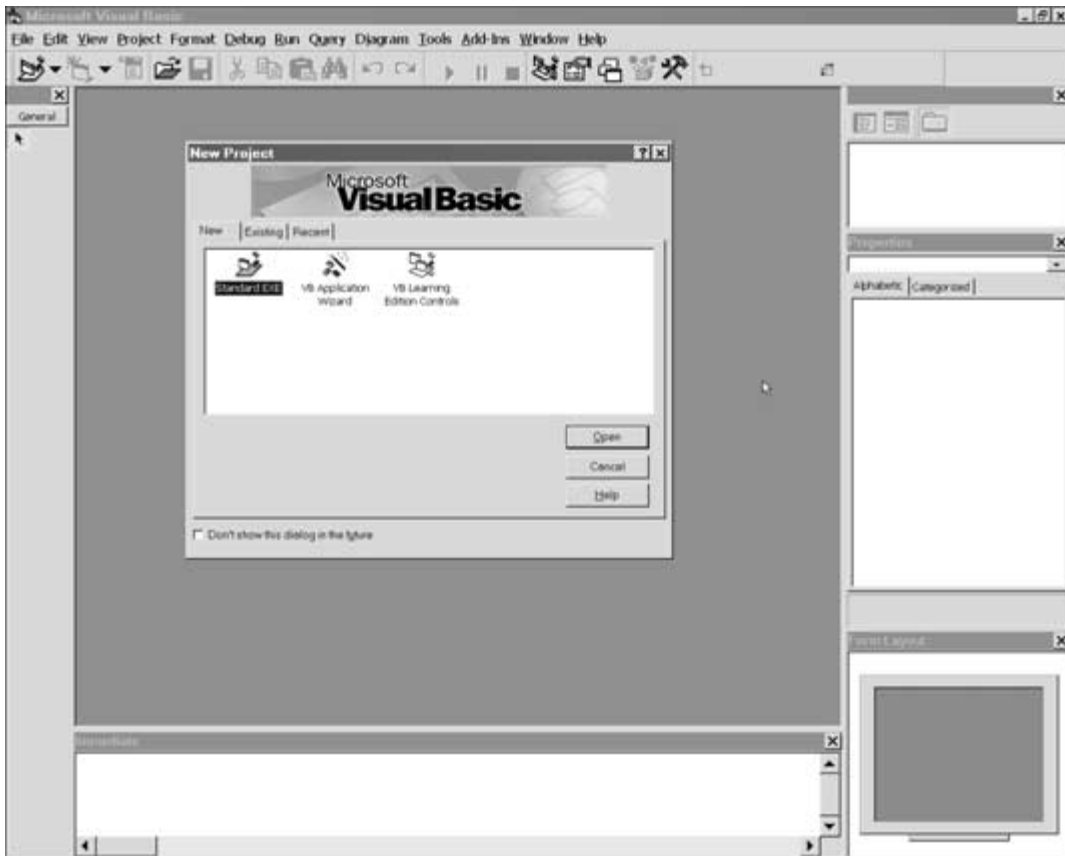 Microsoft Visual Basic
File Edit View Project Format Debug Run Query Diagram Tools Add-Ins Window Help
General
New Project
Microsoft
Visual Basic
New Existing Recent
Standard EXE
VB Application
Wizard
VB Learning
Edition Controls
Open
Cancel
Help
Don't show this dialog in the future
Properties
Alphabetic Categorized
Form Layout
Immediate